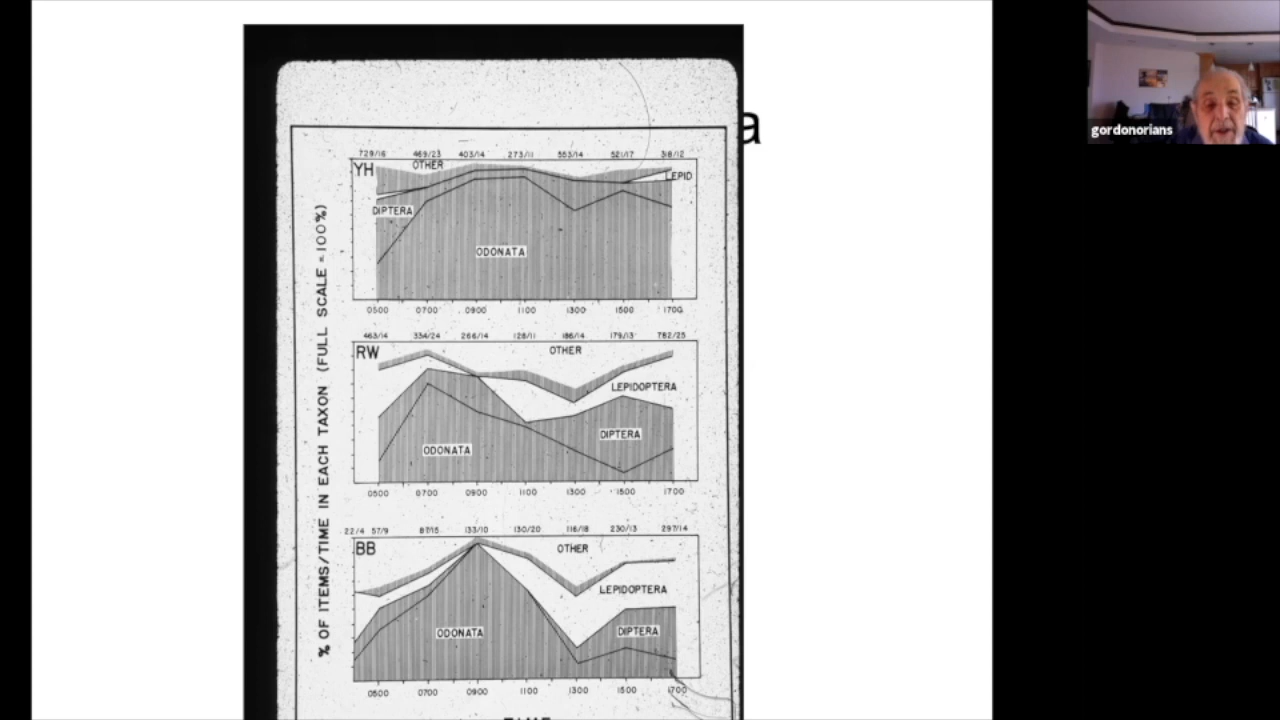 a
gordonorians
% OF ITEMS/TIME IN EACH TAXON (FULL SCALE = 100%)
729/16 469/23 403/14 273/11 553/14 521/17 318/12
YH
OTHER
LEPID
DIPTERA
ODONATA
0500 0700 0900 1100 1300 1500 1700
463/14 334/24 266/14 128/11 186/14 179/13 782/25
RW
OTHER
LEPIDOPTERA
DIPTERA
ODONATA
0500 0700 0900 1100 1300 1500 1700
22/4 57/9 87/15 133/10 130/20 116/18 230/13 297/14
BB
OTHER
LEPIDOPTERA
DIPTERA
ODONATA
0500 0700 0900 1100 1300 1500 1700